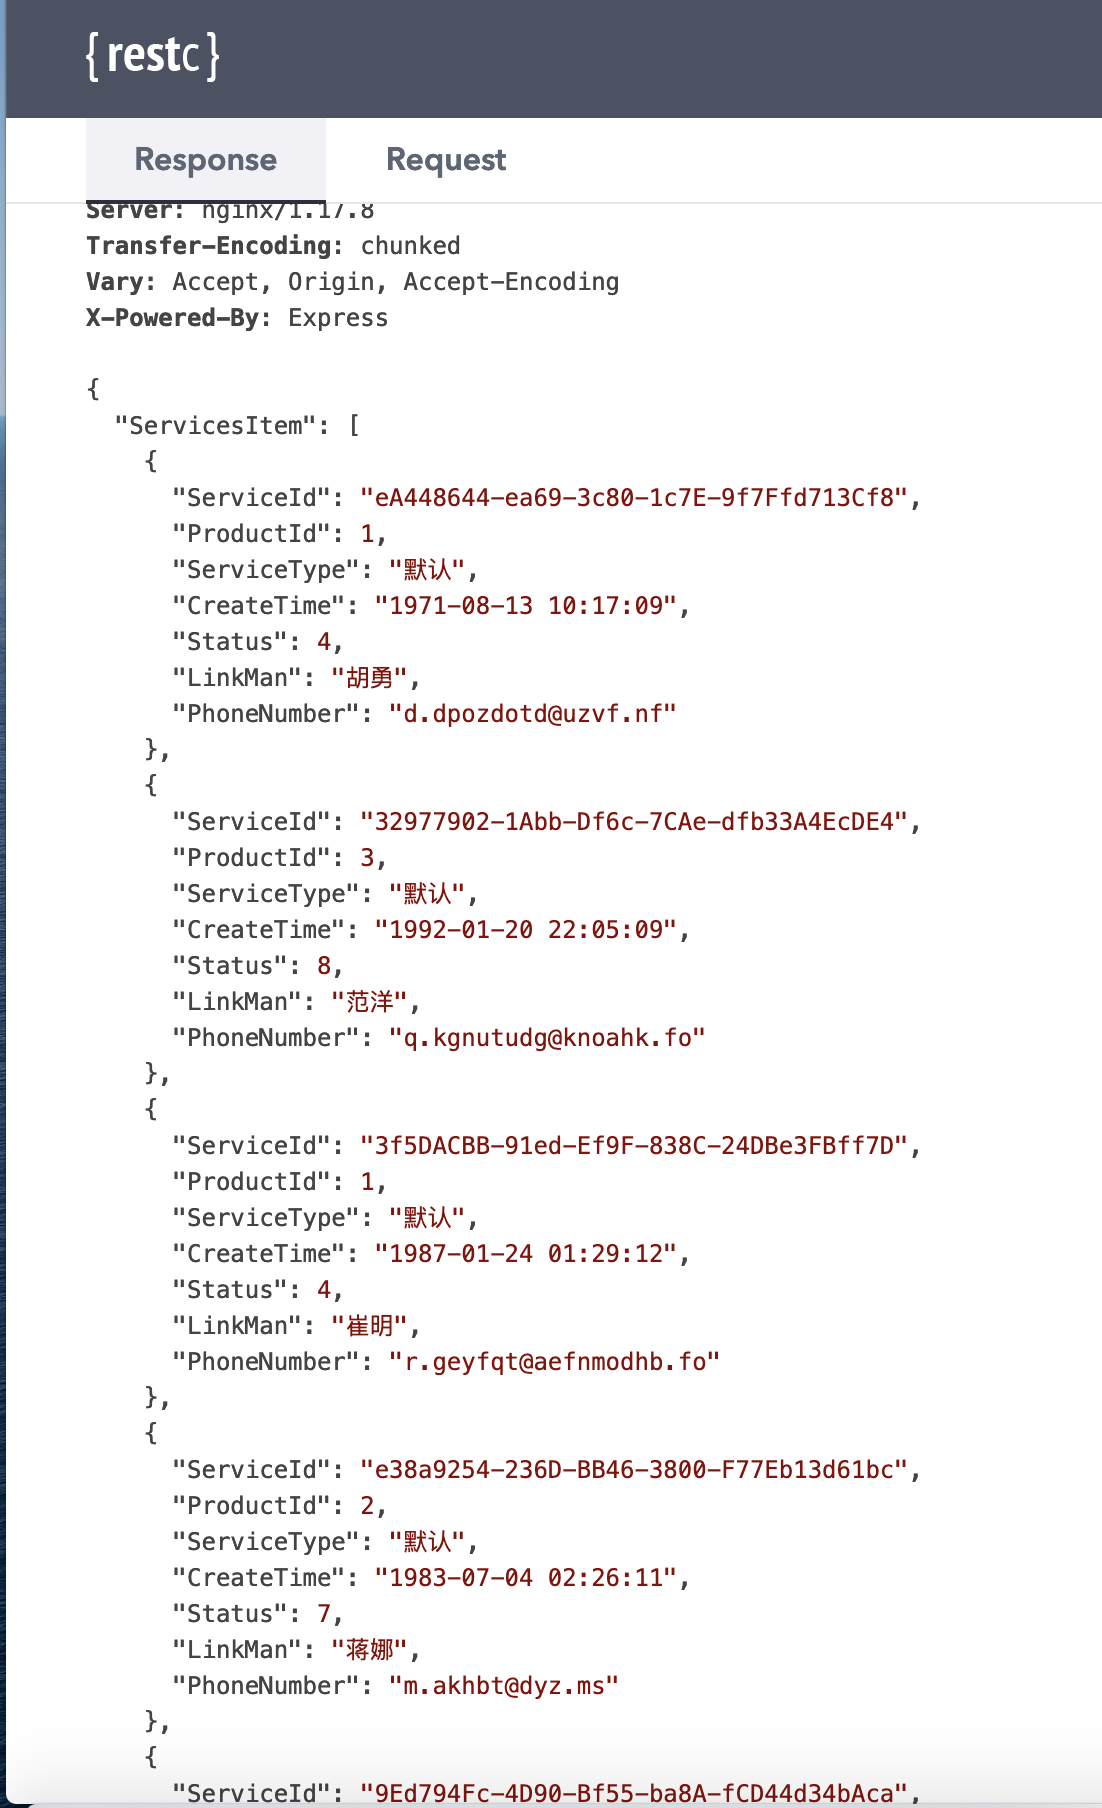 {restc}
Response Request
Server: nginx/1.17.8
Transfer-Encoding: chunked
Vary: Accept, Origin, Accept-Encoding
X-Powered-By: Express
{
"ServicesItem": [
{
"ServiceId": "eA448644-ea69-3c80-1c7E-9f7Ffd713Cf8",
"ProductId": 1,
"ServiceType": "默认",
"CreateTime": "1971-08-13 10:17:09",
"Status": 4,
"LinkMan": "胡勇",
"PhoneNumber": "d.dpozdotd@uzvf.nf"
},
{
"ServiceId": "32977902-1Abb-Df6c-7CAe-dfb33A4EcDE4",
"ProductId": 3,
"ServiceType": "默认",
"CreateTime": "1992-01-20 22:05:09",
"Status": 8,
"LinkMan": "范洋",
"PhoneNumber": "q.kgnutudg@knoahk.fo"
},
{
"ServiceId": "3f5DACBB-91ed-Ef9F-838C-24DBe3FBff7D",
"ProductId": 1,
"ServiceType": "默认",
"CreateTime": "1987-01-24 01:29:12",
"Status": 4,
"LinkMan": "崔明",
"PhoneNumber": "r.geyfqt@aefnmodhb.fo"
},
{
"ServiceId": "e38a9254-236D-BB46-3800-F77Eb13d61bc",
"ProductId": 2,
"ServiceType": "默认",
"CreateTime": "1983-07-04 02:26:11",
"Status": 7,
"LinkMan": "蒋娜",
"PhoneNumber": "m.akhbt@dyz.ms"
},
{
"ServiceId": "9Ed794Fc-4D90-Bf55-ba8A-fCD44d34bAca",